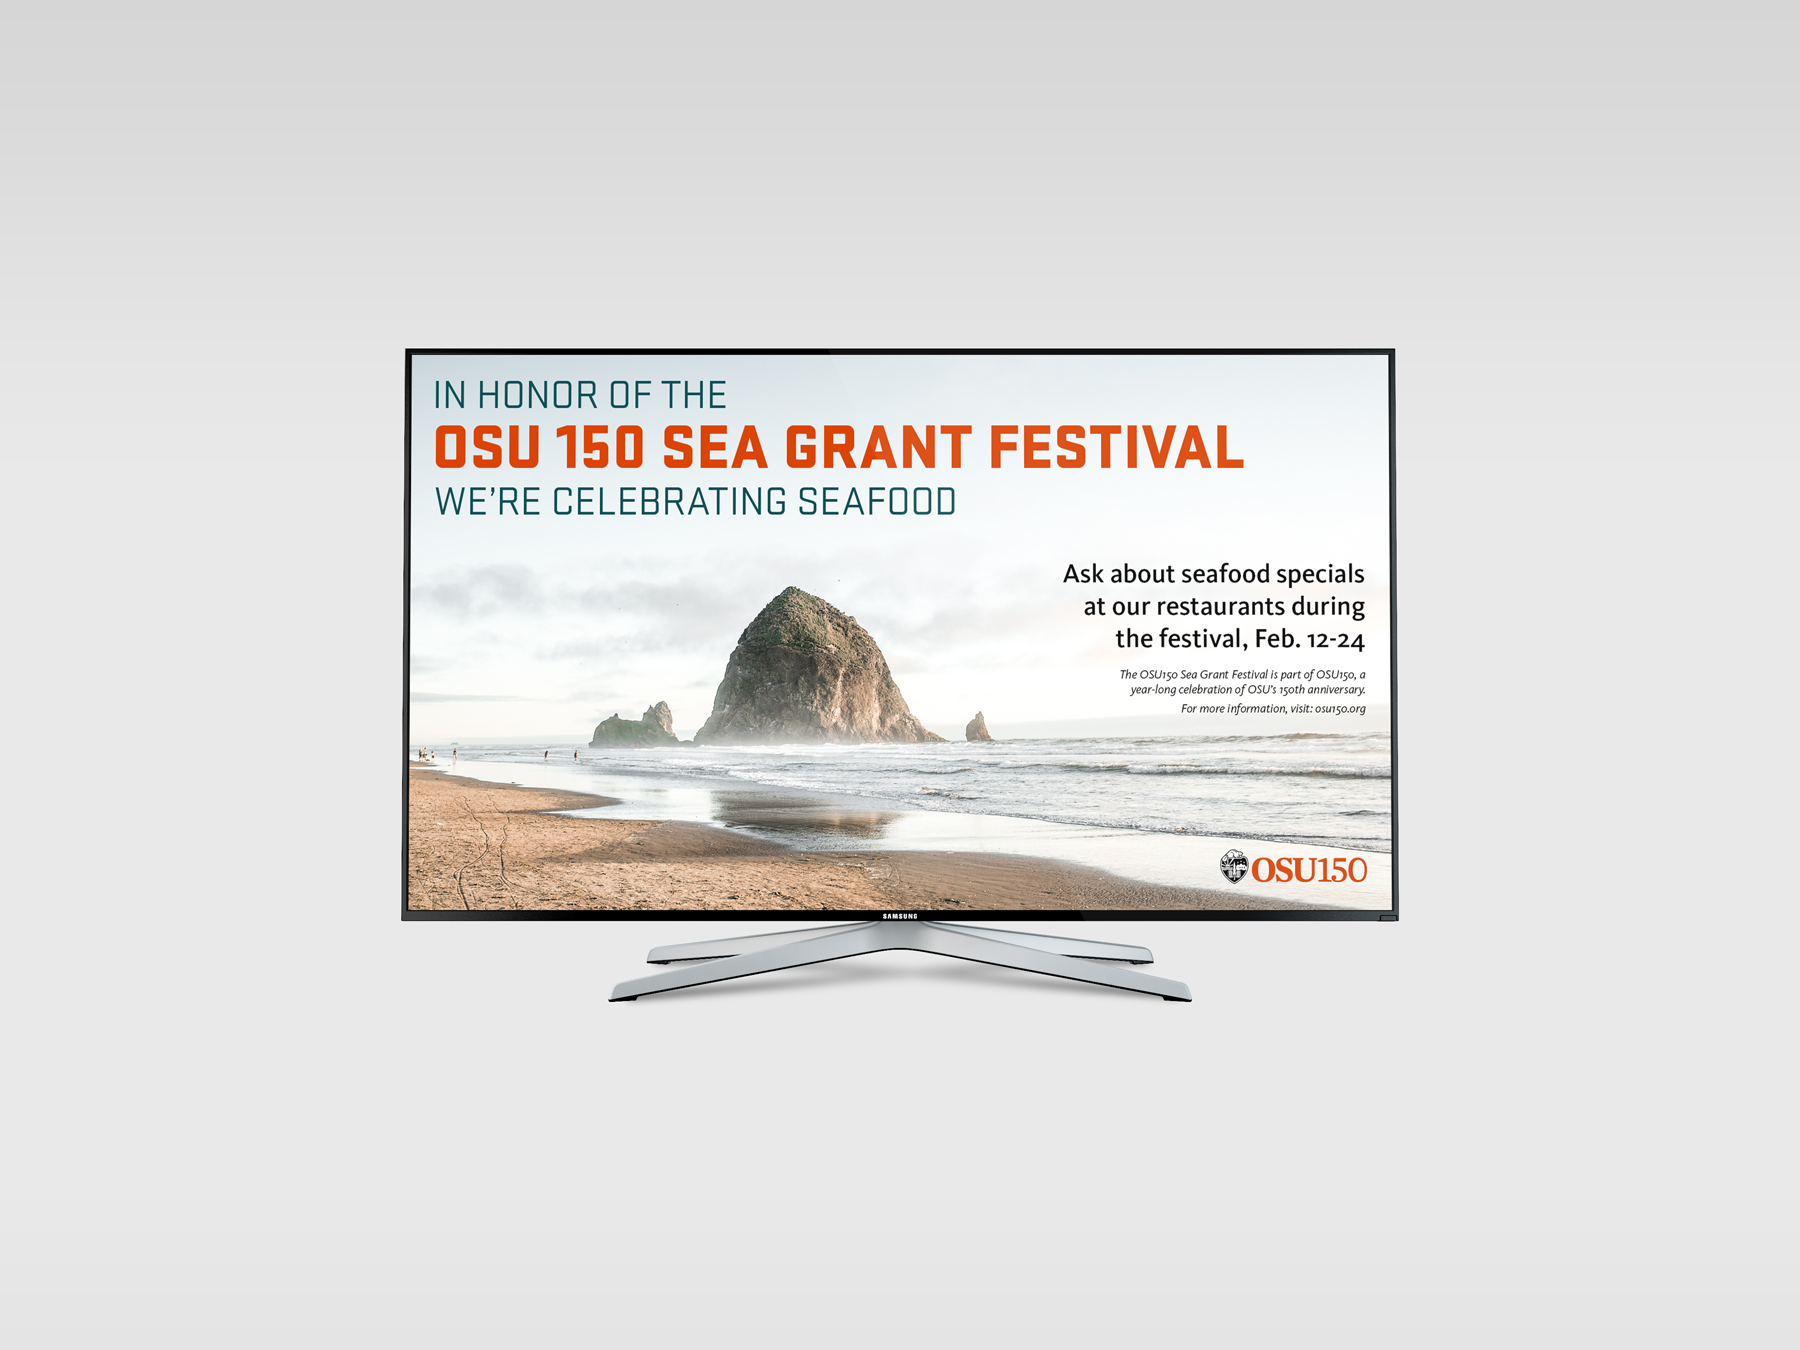 IN HONOR OF THE
OSU 150 SEA GRANT FESTIVAL
WE'RE CELEBRATING SEAFOOD
Ask about seafood specials
at our restaurants during
the festival, Feb. 12-24
The OSU150 Sea Grant Festival is part of OSU150, a
year-long celebration of OSU's 150th anniversary.
For more information, visit: osu150.org
OSU150
SAMSUNG